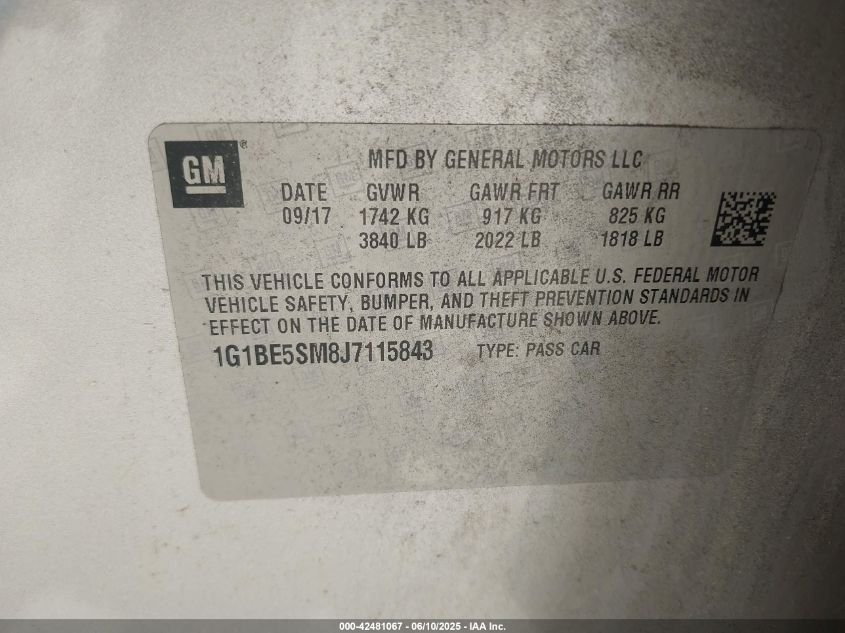 GM®
MFD BY GENERAL MOTORS LLC
DATE GVWR GAWR FRT GAWR RR
09/17 1742 KG 917 KG 825 KG
3840 LB 2022 LB 1818 LB
THIS VEHICLE CONFORMS TO ALL APPLICABLE U.S. FEDERAL MOTOR
VEHICLE SAFETY, BUMPER, AND THEFT PREVENTION STANDARDS IN
EFFECT ON THE DATE OF MANUFACTURE SHOWN ABOVE.
1G1BE5SM8J7115843 TYPE: PASS CAR
000-42481067 - 06/10/2025 - IAA Inc.